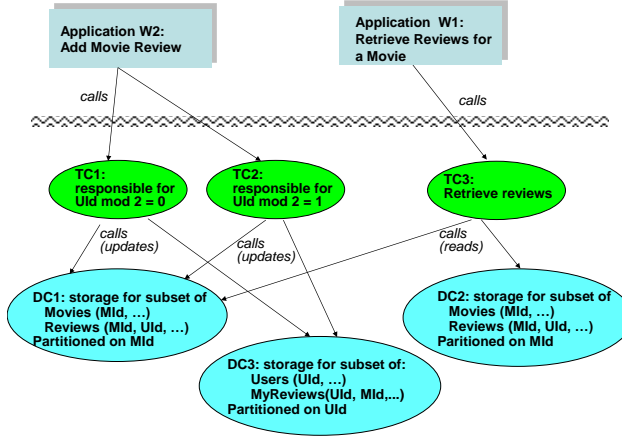 Application W2:
Add Movie Review
Application W1:
Retrieve Reviews for
a Movie
calls
calls
TC1:
responsible for
UId mod 2 = 0
TC2:
responsible for
UId mod 2 = 1
TC3:
Retrieve reviews
calls
(updates)
calls
(updates)
calls
(reads)
DC1: storage for subset of
Movies (MId, …)
Reviews (MId, UId, …)
Partitioned on MId
DC2: storage for subset of
Movies (MId, …)
Reviews (MId, UId, …)
Paritioned on MId
DC3: storage for subset of:
Users (UId, …)
MyReviews(UId, MId,...)
Partitioned on UId